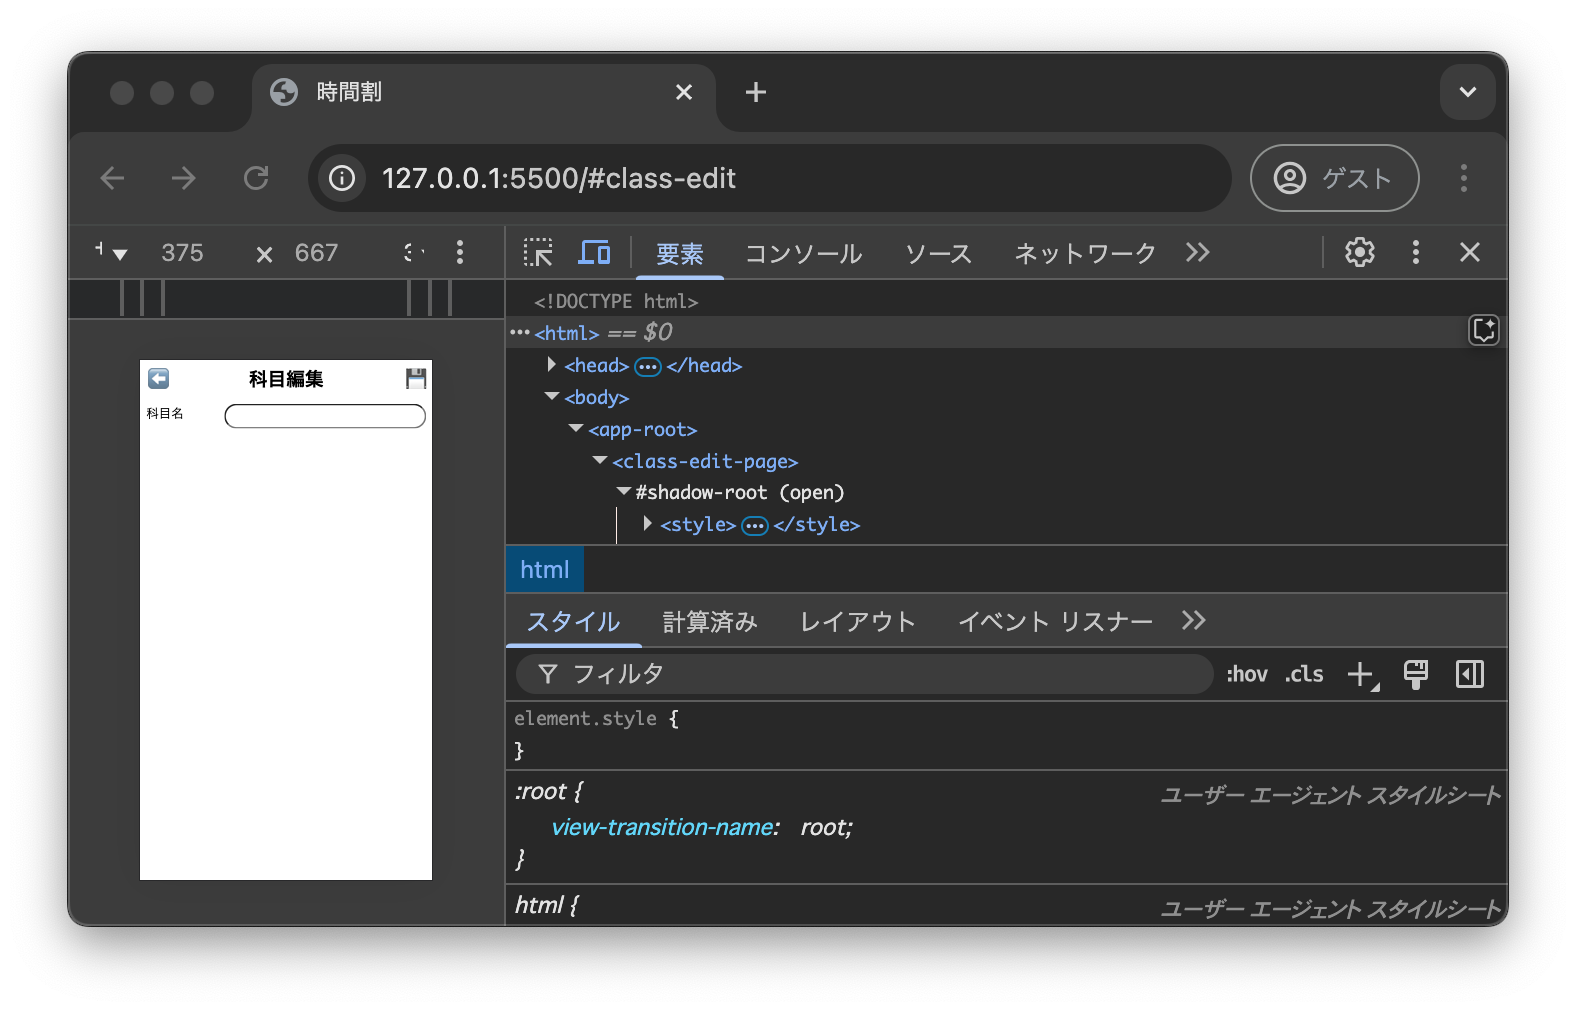 時間割
127.0.0.1:5500/#class-edit
ゲスト
375 × 667
要素 コンソール ソース ネットワーク
科目編集
科目名
<!DOCTYPE html>
<html> == $0
<head> ••• </head>
<body>
<app-root>
<class-edit-page>
#shadow-root (open)
<style> ••• </style>
html
スタイル 計算済み レイアウト イベント リスナー
フィルタ :hov .cls
element.style {
}
:root { ユーザー エージェント スタイルシート
view-transition-name: root;
}
html { ユーザー エージェント スタイルシート